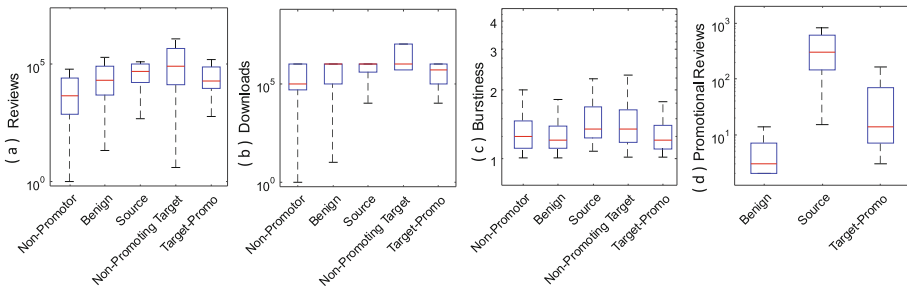 ( a ) Reviews
10^5
10^0
Non-Promotor
Benign
Source
Non-Promoting Target
Target-Promo
( b ) Downloads
10^5
10^0
Non-Promotor
Benign
Source
Non-Promoting Target
Target-Promo
( c ) Burstiness
4
3
2
1
Non-Promotor
Benign
Source
Non-Promoting Target
Target-Promo
( d ) Promotional Reviews
10^3
10^2
10^1
Benign
Source
Target-Promo